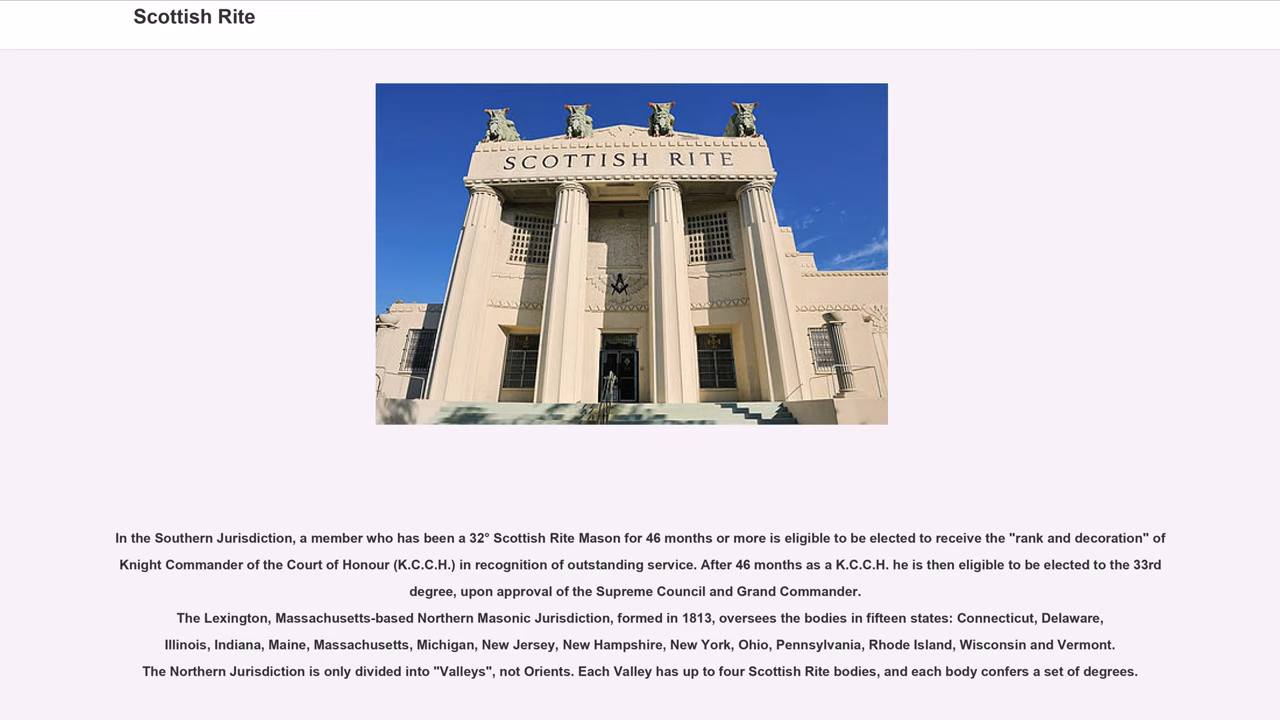 Scottish Rite
SCOTTISH RITE
In the Southern Jurisdiction, a member who has been a 32° Scottish Rite Mason for 46 months or more is eligible to be elected to receive the "rank and decoration" of
Knight Commander of the Court of Honour (K.C.C.H.) in recognition of outstanding service. After 46 months as a K.C.C.H. he is then eligible to be elected to the 33rd
degree, upon approval of the Supreme Council and Grand Commander.
The Lexington, Massachusetts-based Northern Masonic Jurisdiction, formed in 1813, oversees the bodies in fifteen states: Connecticut, Delaware,
Illinois, Indiana, Maine, Massachusetts, Michigan, New Jersey, New Hampshire, New York, Ohio, Pennsylvania, Rhode Island, Wisconsin and Vermont.
The Northern Jurisdiction is only divided into "Valleys", not Orients. Each Valley has up to four Scottish Rite bodies, and each body confers a set of degrees.